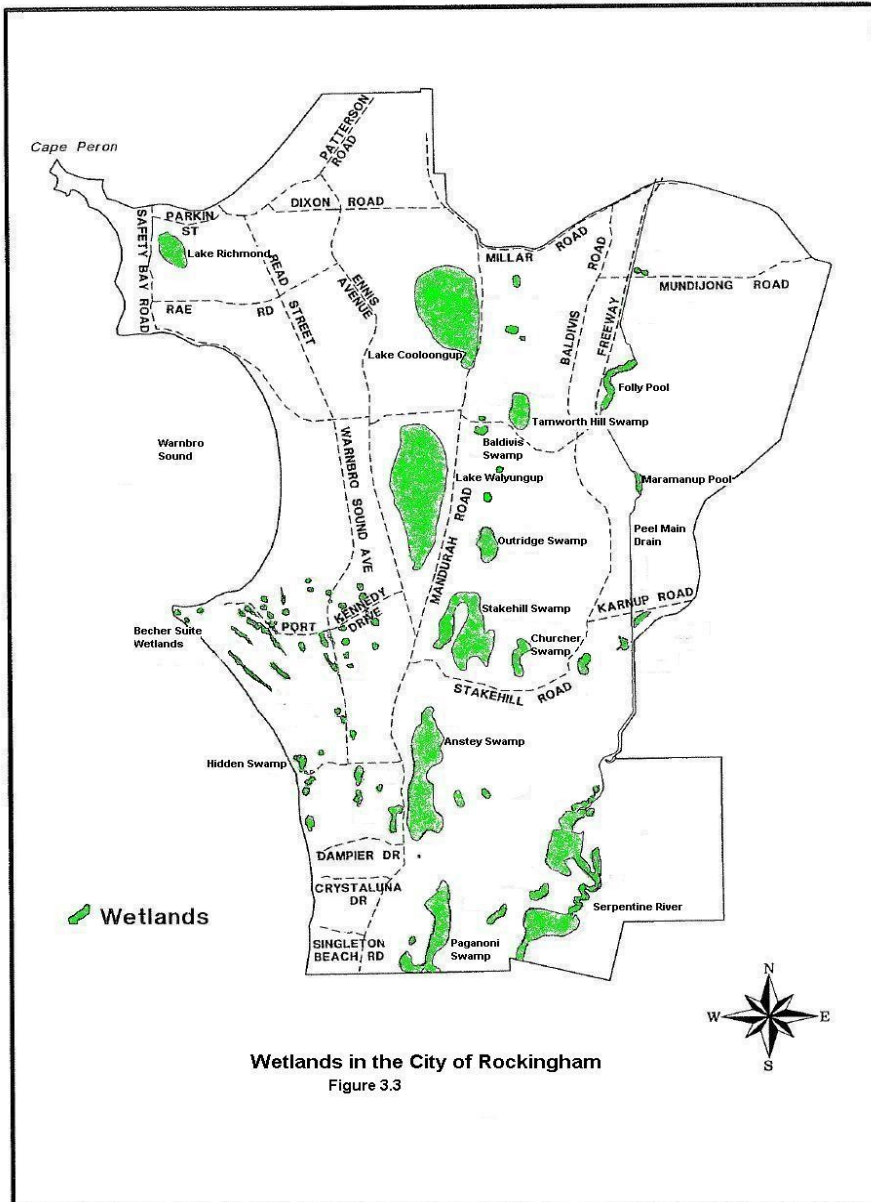 Cape Peron
PATTERSON
ROAD
DIXON ROAD
PARKIN
ST
SAFETY BAY ROAD
Lake Richmond
READ
STREET
RAE RD
ENNIS
AVENUE
MILLAR ROAD
BALDIVIS ROAD
FREEWAY
MUNDIJONG ROAD
Lake Cooloongup
Folly Pool
Tamworth Hill Swamp
Warnbro
Sound
WARNBRO SOUND AVE
Baldivis
Swamp
Lake Walyungup
MANDURAH ROAD
Maramanup Pool
Outridge Swamp
Peel Main
Drain
KARNUP ROAD
Stakehill Swamp
PORT KENNEDY
DRIVE
Becher Suite
Wetlands
Churcher
Swamp
STAKEHILL ROAD
Anstey Swamp
Hidden Swamp
DAMPIER DR
CRYSTALUNA
DR
Serpentine River
Wetlands
SINGLETON
BEACH RD
Paganoni
Swamp
N
W E
S
Wetlands in the City of Rockingham
Figure 3.3